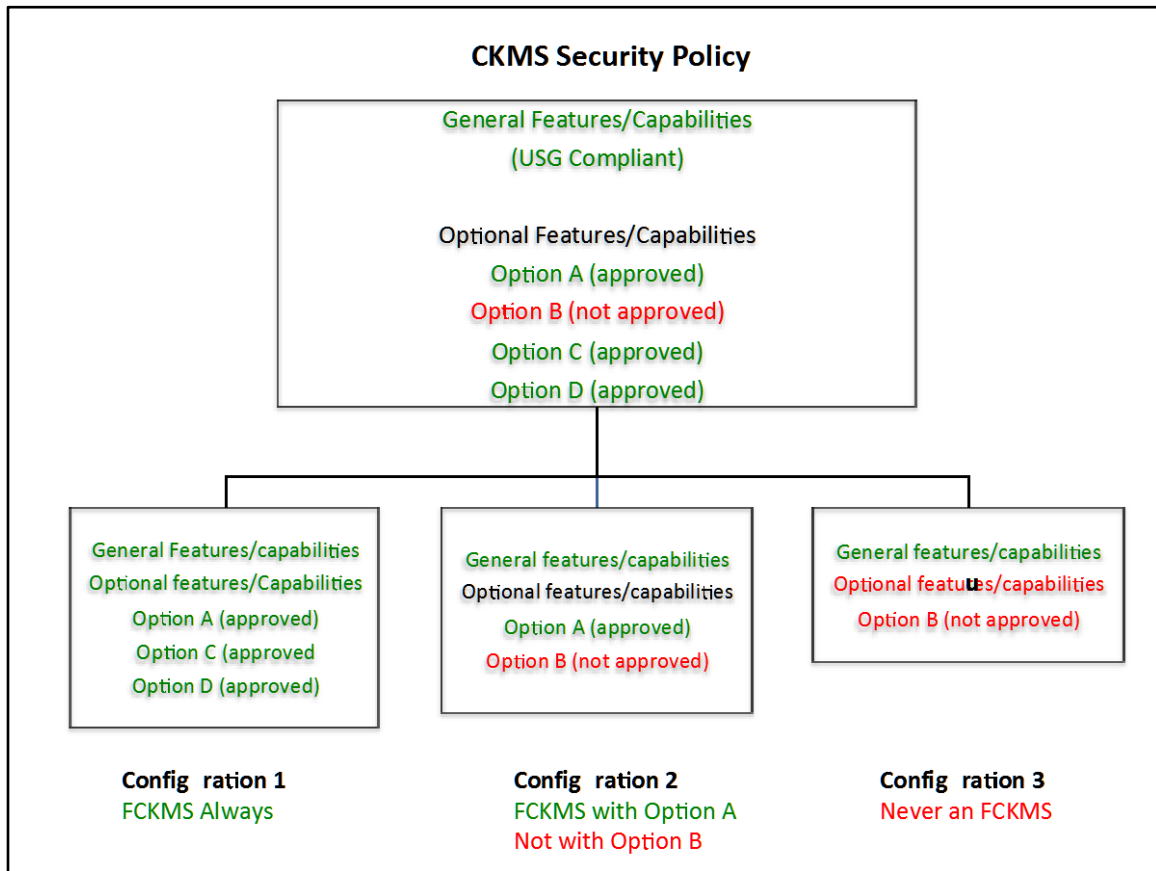 CKMS Security Policy
General Features/Capabilities
(USG Compliant)
Optional Features/Capabilities
Option A (approved)
Option B (not approved)
Option C (approved)
Option D (approved)
General Features/capabilities
Optional features/Capabilities
Option A (approved)
Option C (approved
Option D (approved)
General features/capabilities
Optional features/capabilities
Option A (approved)
Option B (not approved)
General features/capabilities
Optional features/capabilities
Option B (not approved)
Config ration 1
FCKMS Always
Config ration 2
FCKMS with Option A
Not with Option B
Config ration 3
Never an FCKMS